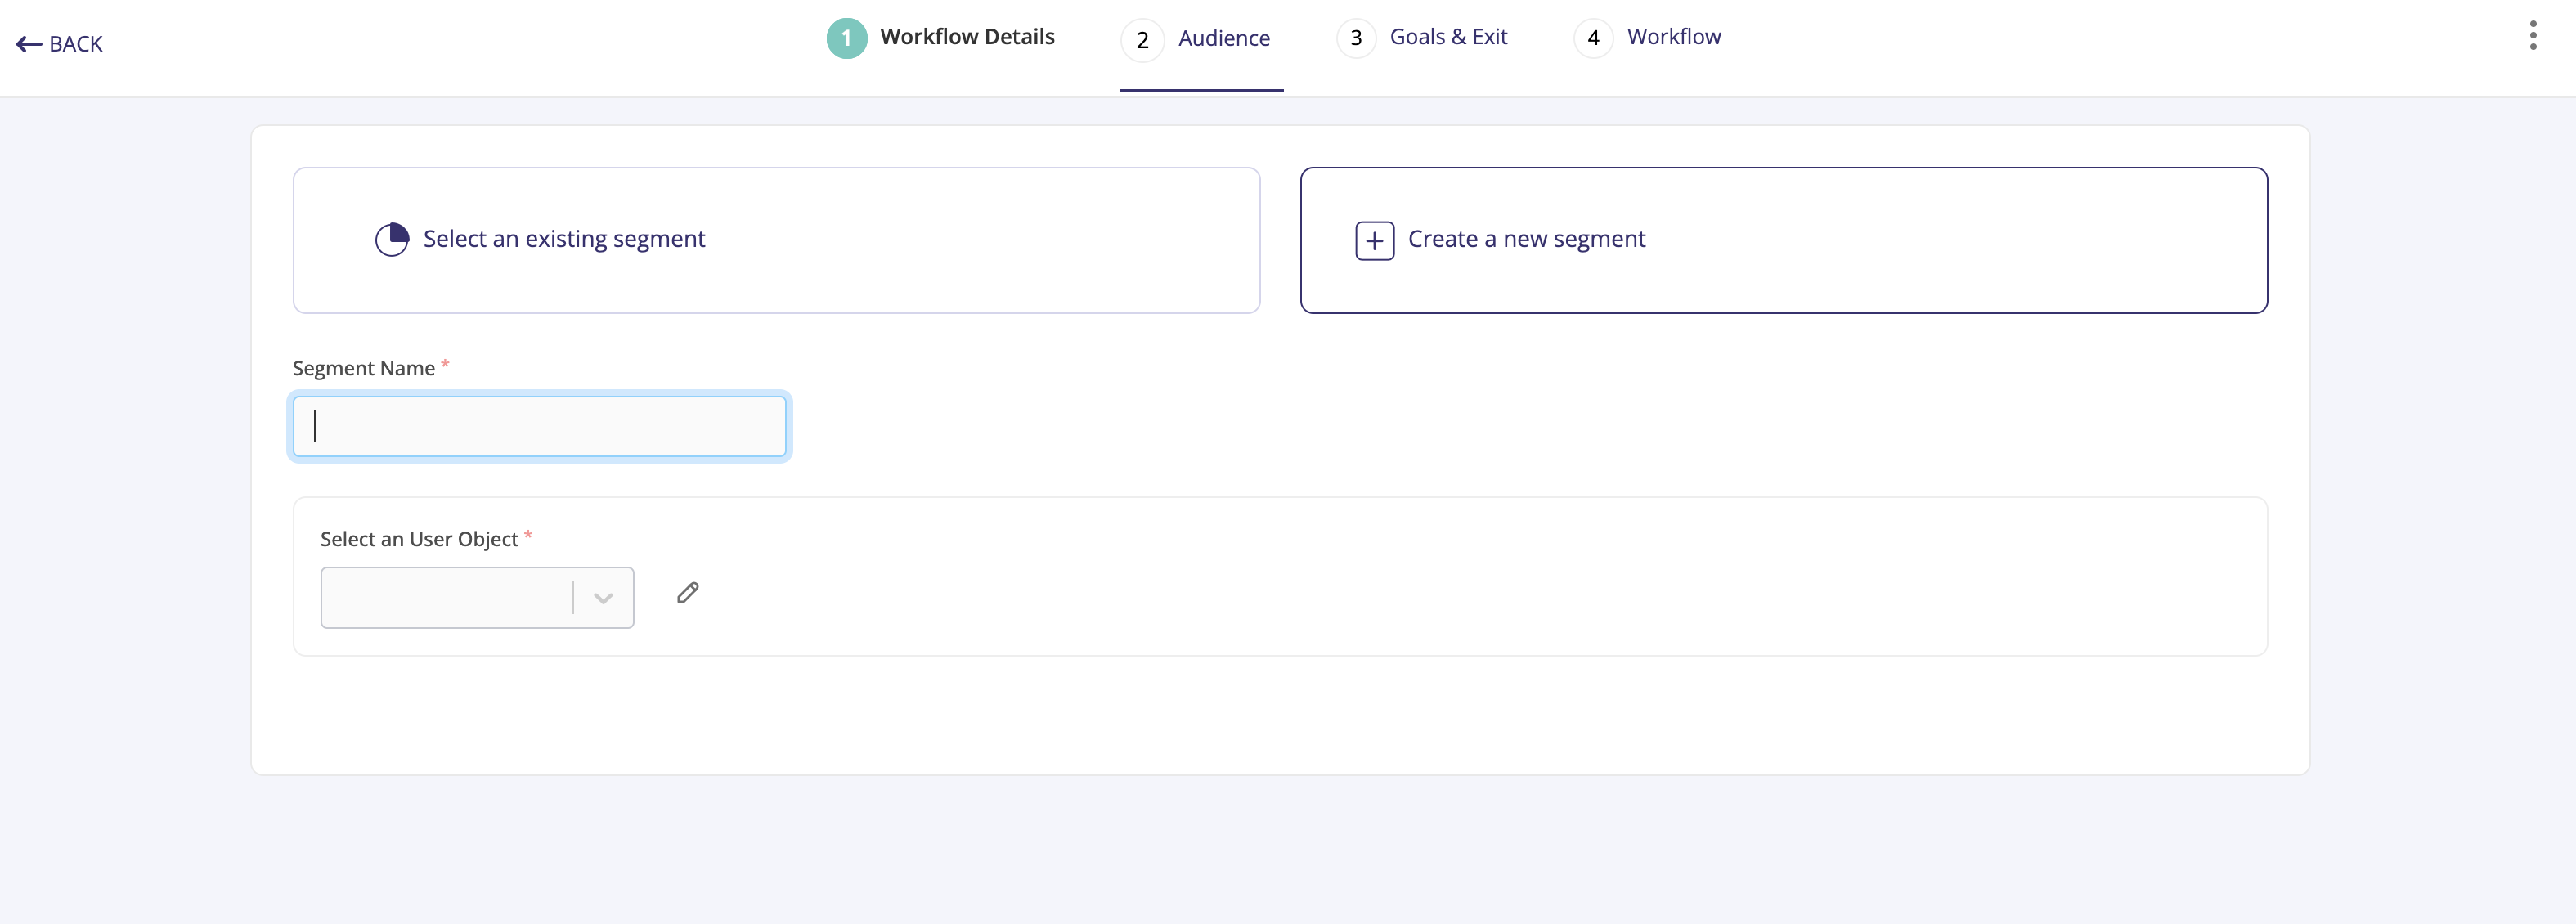 BACK
1 Workflow Details
2 Audience
3 Goals & Exit
4 Workflow
Select an existing segment
Create a new segment
Segment Name *
Select an User Object *